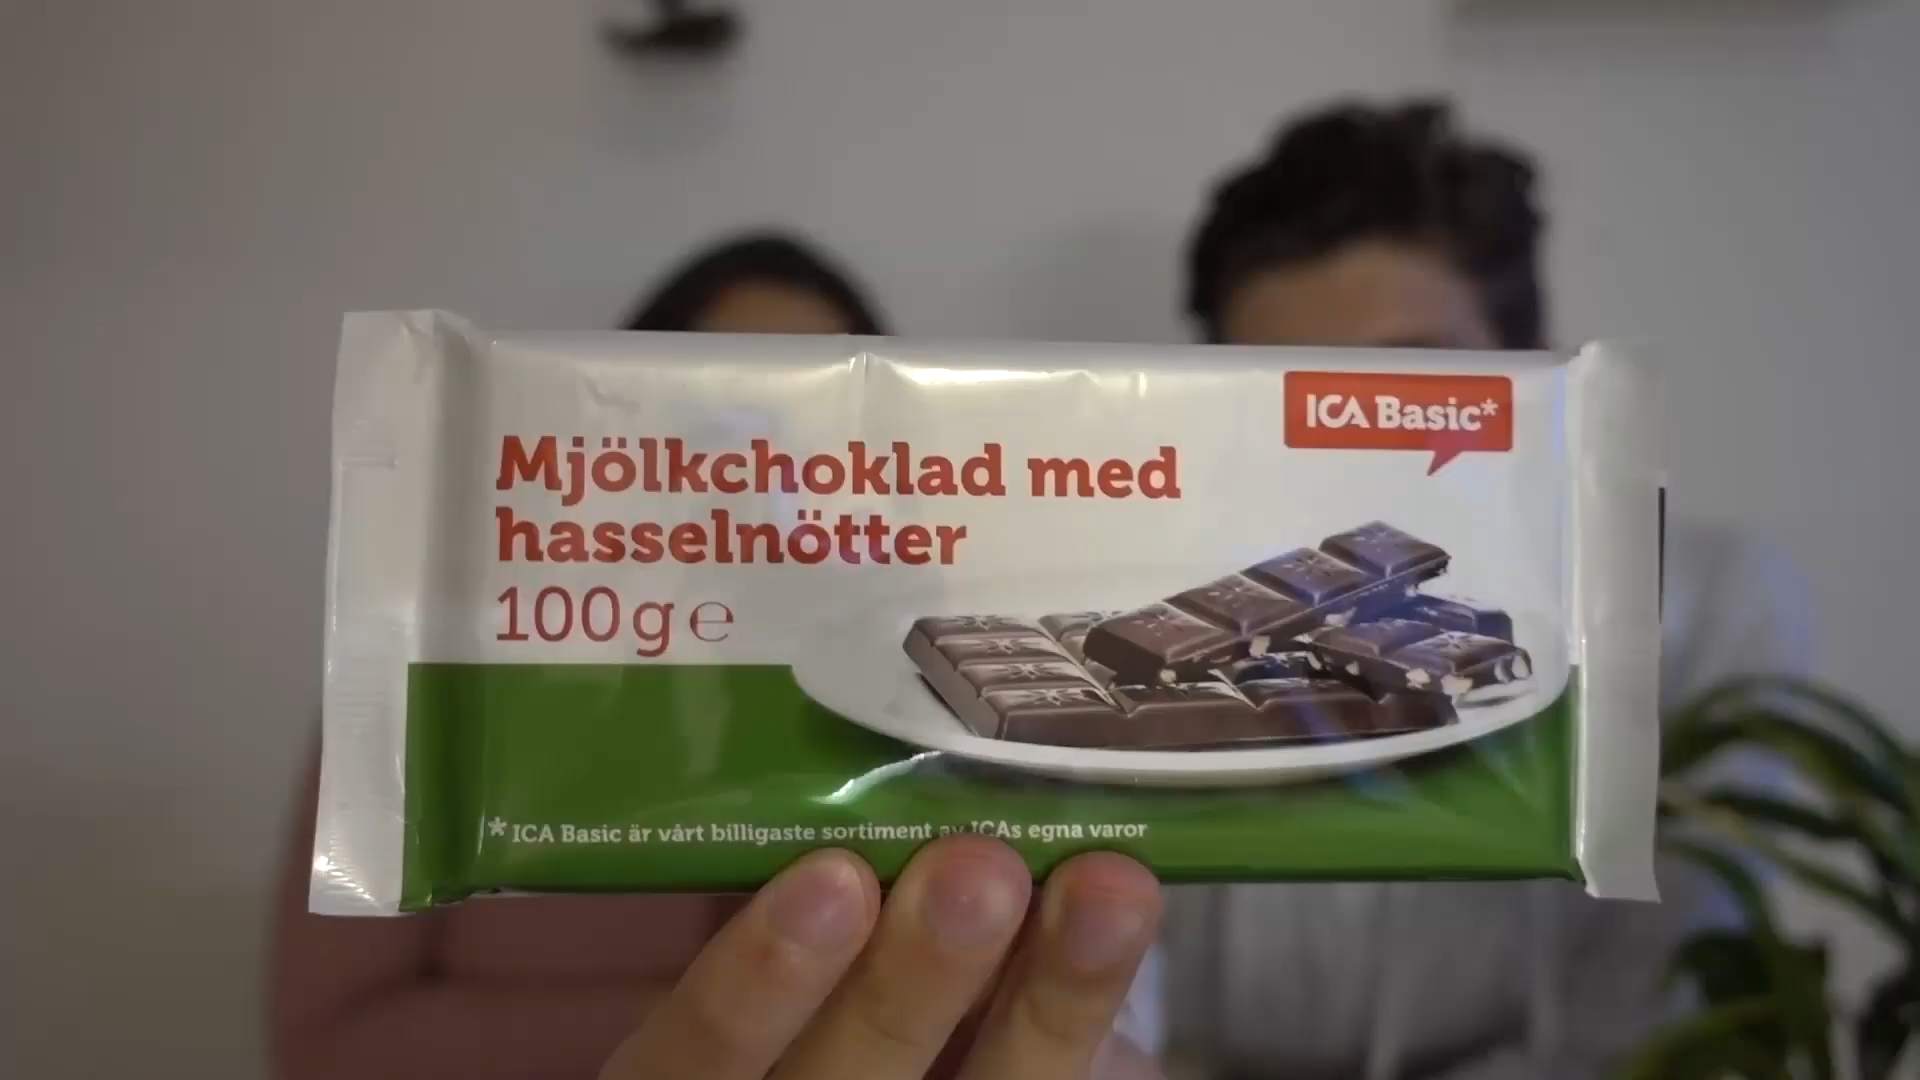 ICA Basic*
Mjölkchoklad med
hasselnötter
100g℮
* ICA Basic är vårt billigaste sortiment av ICAs egna varor